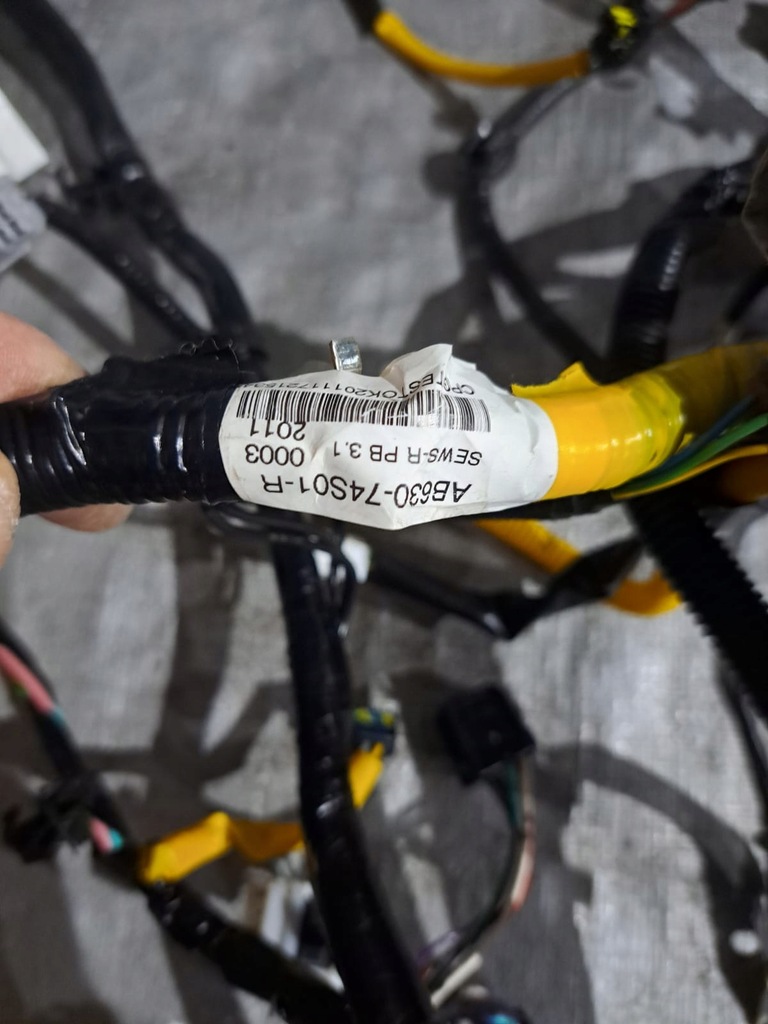 AB630-74S01-R
SEWS-R PB 3.1 0003
2011